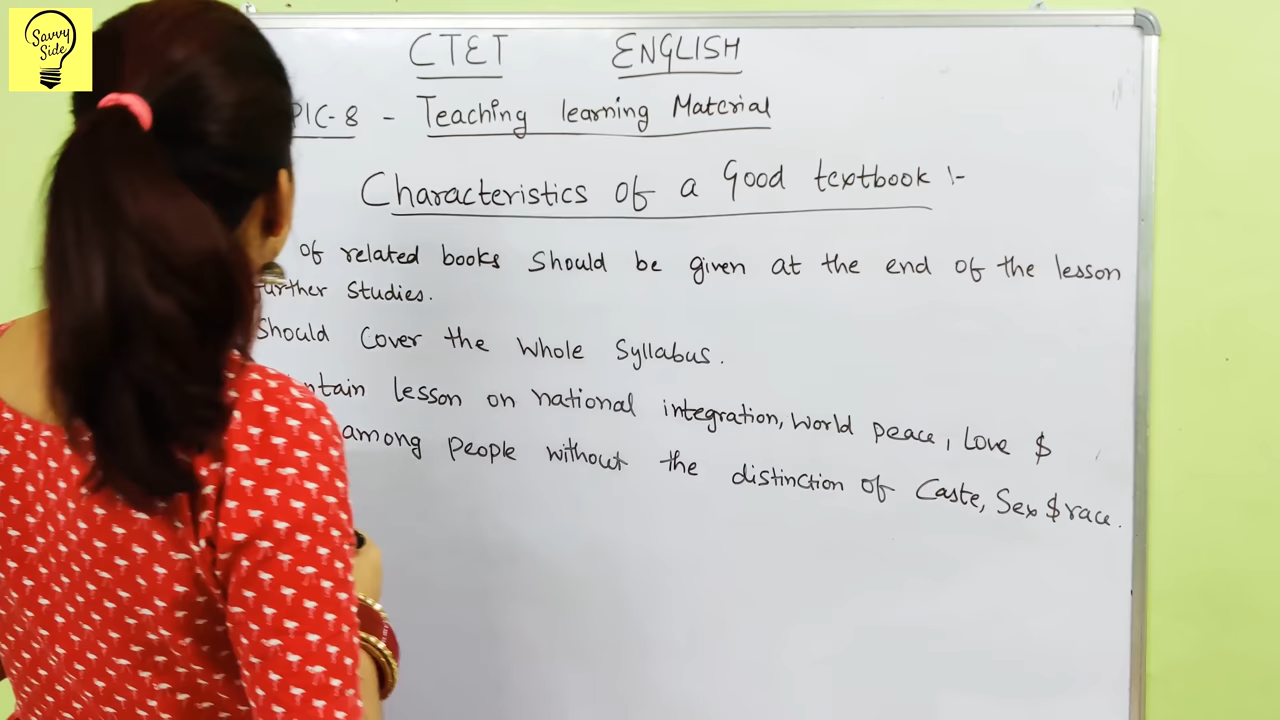 Savvy
Side
CTET ENGLISH
PIC-8 - Teaching learning Material
Characteristics of a Good textbook :-
of related books should be given at the end of the lesson
further studies.
Should Cover the whole Syllabus.
ntain lesson on national integration, world peace, Love $
among people without the distinction of Caste, Sex $ race.